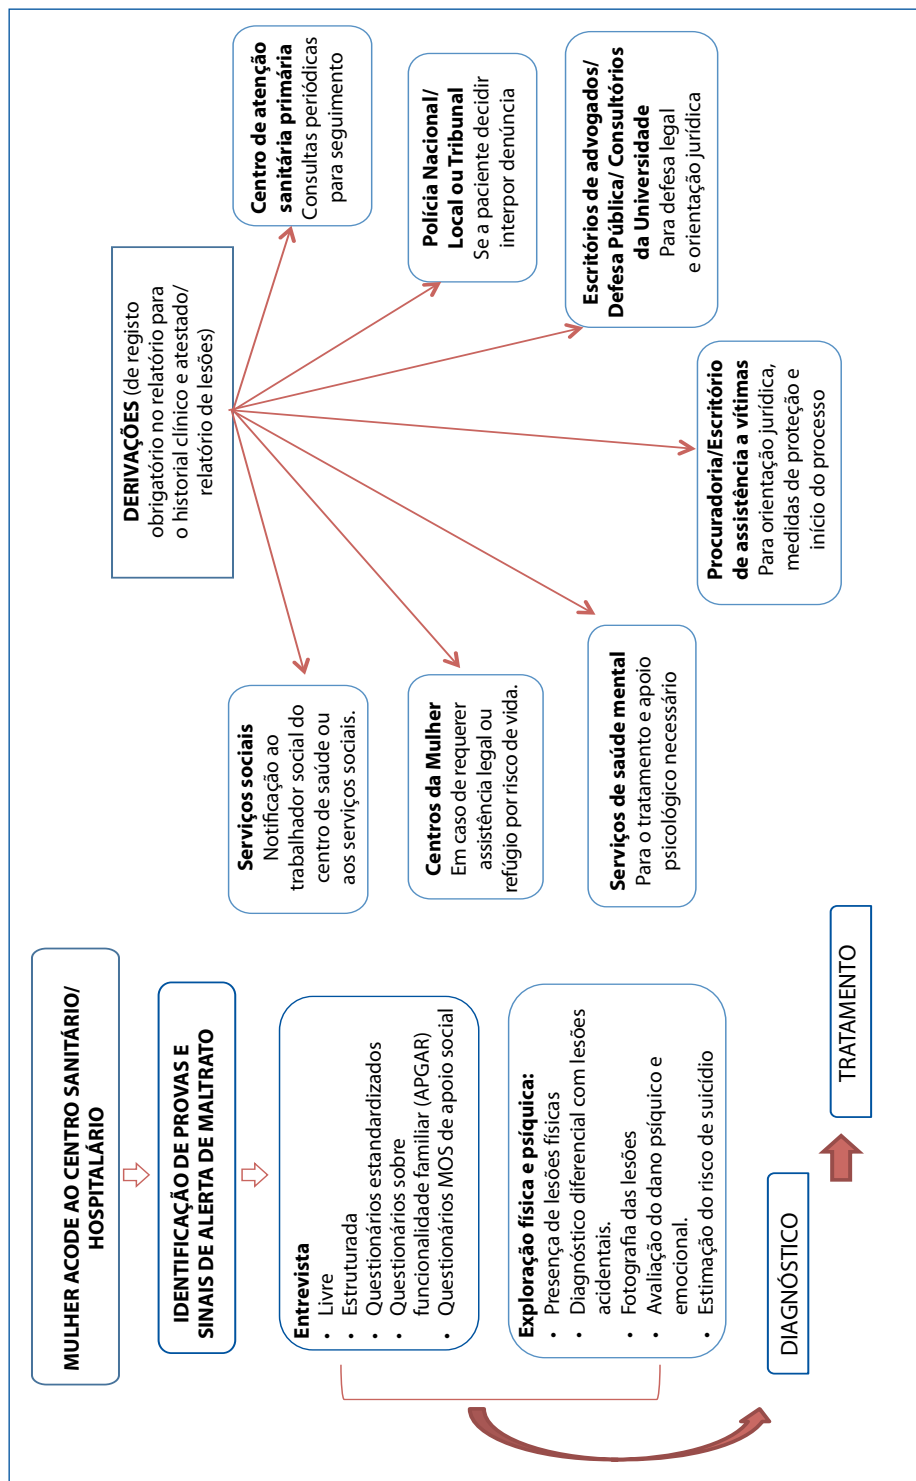 MULHER ACODE AO CENTRO SANITÁRIO/
HOSPITALÁRIO
IDENTIFICAÇÃO DE PROVAS E
SINAIS DE ALERTA DE MALTRATO
Entrevista
• Livre
• Estruturada
• Questionários estandardizados
• Questionários sobre
funcionalidade familiar (APGAR)
• Questionários MOS de apoio social
Exploração física e psíquica:
• Presença de lesões físicas
• Diagnóstico diferencial com lesões
acidentais.
• Fotografia das lesões
• Avaliação do dano psíquico e
emocional.
• Estimação do risco de suicídio
DIAGNÓSTICO
TRATAMENTO
DERIVAÇÕES (de registo
obrigatório no relatório para
o historial clínico e atestado/
relatório de lesões)
Serviços sociais
Notificação ao
trabalhador social do
centro de saúde ou
aos serviços sociais.
Centros da Mulher
Em caso de requerer
assistência legal ou
refúgio por risco de vida.
Serviços de saúde mental
Para o tratamento e apoio
psicológico necessário
Procuradoria/Escritório
de assistência a vítimas
Para orientação jurídica,
medidas de proteção e
início do processo
Escritórios de advogados/
Defesa Pública/ Consultórios
da Universidade
Para defesa legal
e orientação jurídica
Polícia Nacional/
Local ou Tribunal
Se a paciente decidir
interpor denúncia
Centro de atenção
sanitária primária
Consultas periódicas
para seguimento